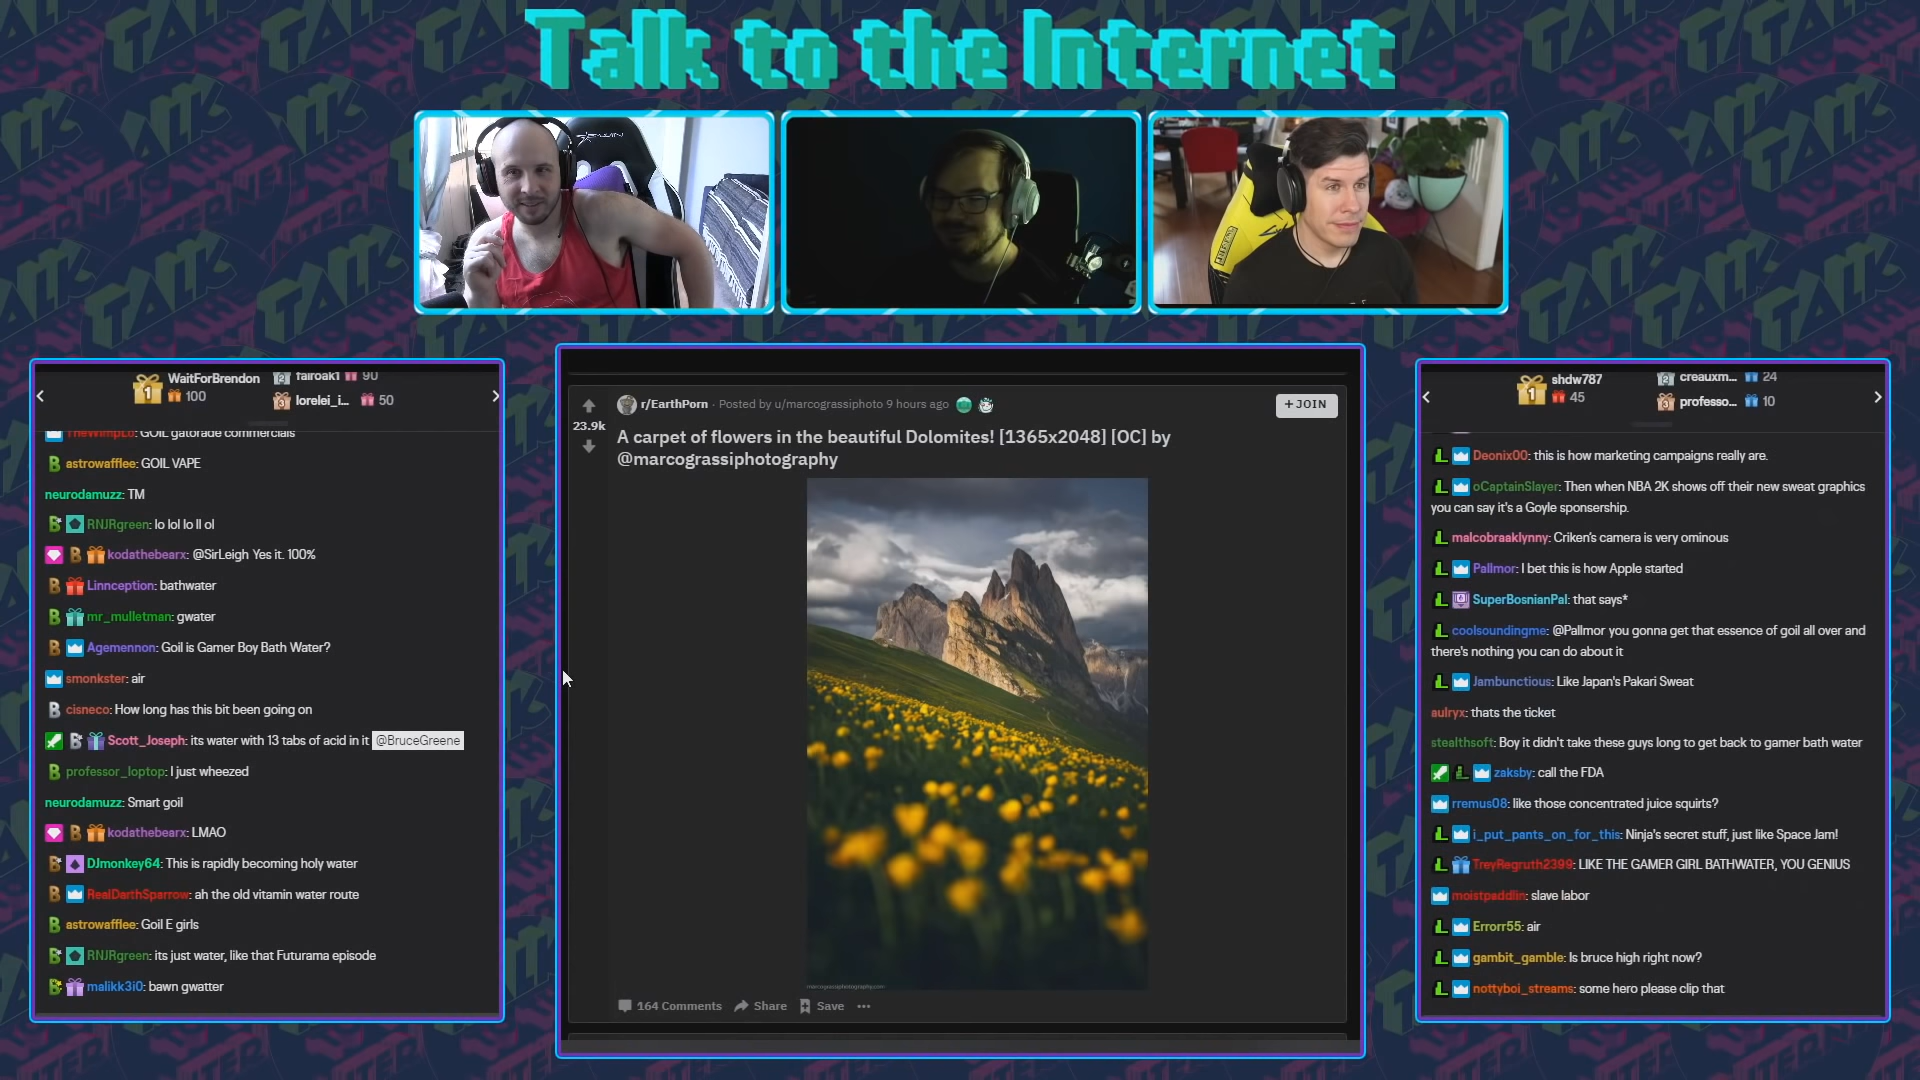 Talk to the Internet
WaitForBrendon
100
fairoak1 90
lorelei_i... 50
TheWimpLo: GOIL gatorade commercials
astrowafflee: GOIL VAPE
neurodamuzz: TM
RNJRgreen: lo lol lo ll ol
kodathebearx: @SirLeigh Yes it. 100%
Linnception: bathwater
mr_mulletman: gwater
Agemennon: Goil is Gamer Boy Bath Water?
smonkster: air
cisneco: How long has this bit been going on
Scott_Joseph: its water with 13 tabs of acid in it @BruceGreene
professor_loptop: I just wheezed
neurodamuzz: Smart goil
kodathebearx: LMAO
DJmonkey64: This is rapidly becoming holy water
RealDarthSparrow: ah the old vitamin water route
astrowafflee: Goil E girls
RNJRgreen: its just water, like that Futurama episode
malikk3i0: bawn gwatter
r/EarthPorn · Posted by u/marcograssiphoto 9 hours ago
+ JOIN
23.9k
A carpet of flowers in the beautiful Dolomites! [1365x2048] [OC] by
@marcograssiphotography
164 Comments Share Save ...
shdw787
45
creauxm... 24
professo... 10
Deonix00: this is how marketing campaigns really are.
oCaptainSlayer: Then when NBA 2K shows off their new sweat graphics
you can say it's a Goyle sponsership.
malcobraaklynny: Criken's camera is very ominous
Pallmor: I bet this is how Apple started
SuperBosnianPal: that says*
coolsoundingme: @Pallmor you gonna get that essence of goil all over and
there's nothing you can do about it
Jambunctious: Like Japan's Pakari Sweat
aulryx: thats the ticket
stealthsoft: Boy it didn't take these guys long to get back to gamer bath water
zaksby: call the FDA
rremus08: like those concentrated juice squirts?
i_put_pants_on_for_this: Ninja's secret stuff, just like Space Jam!
TreyRegruth2399: LIKE THE GAMER GIRL BATHWATER, YOU GENIUS
moistpaddlin: slave labor
Errorr55: air
gambit_gamble: Is bruce high right now?
nottyboi_streams: some hero please clip that